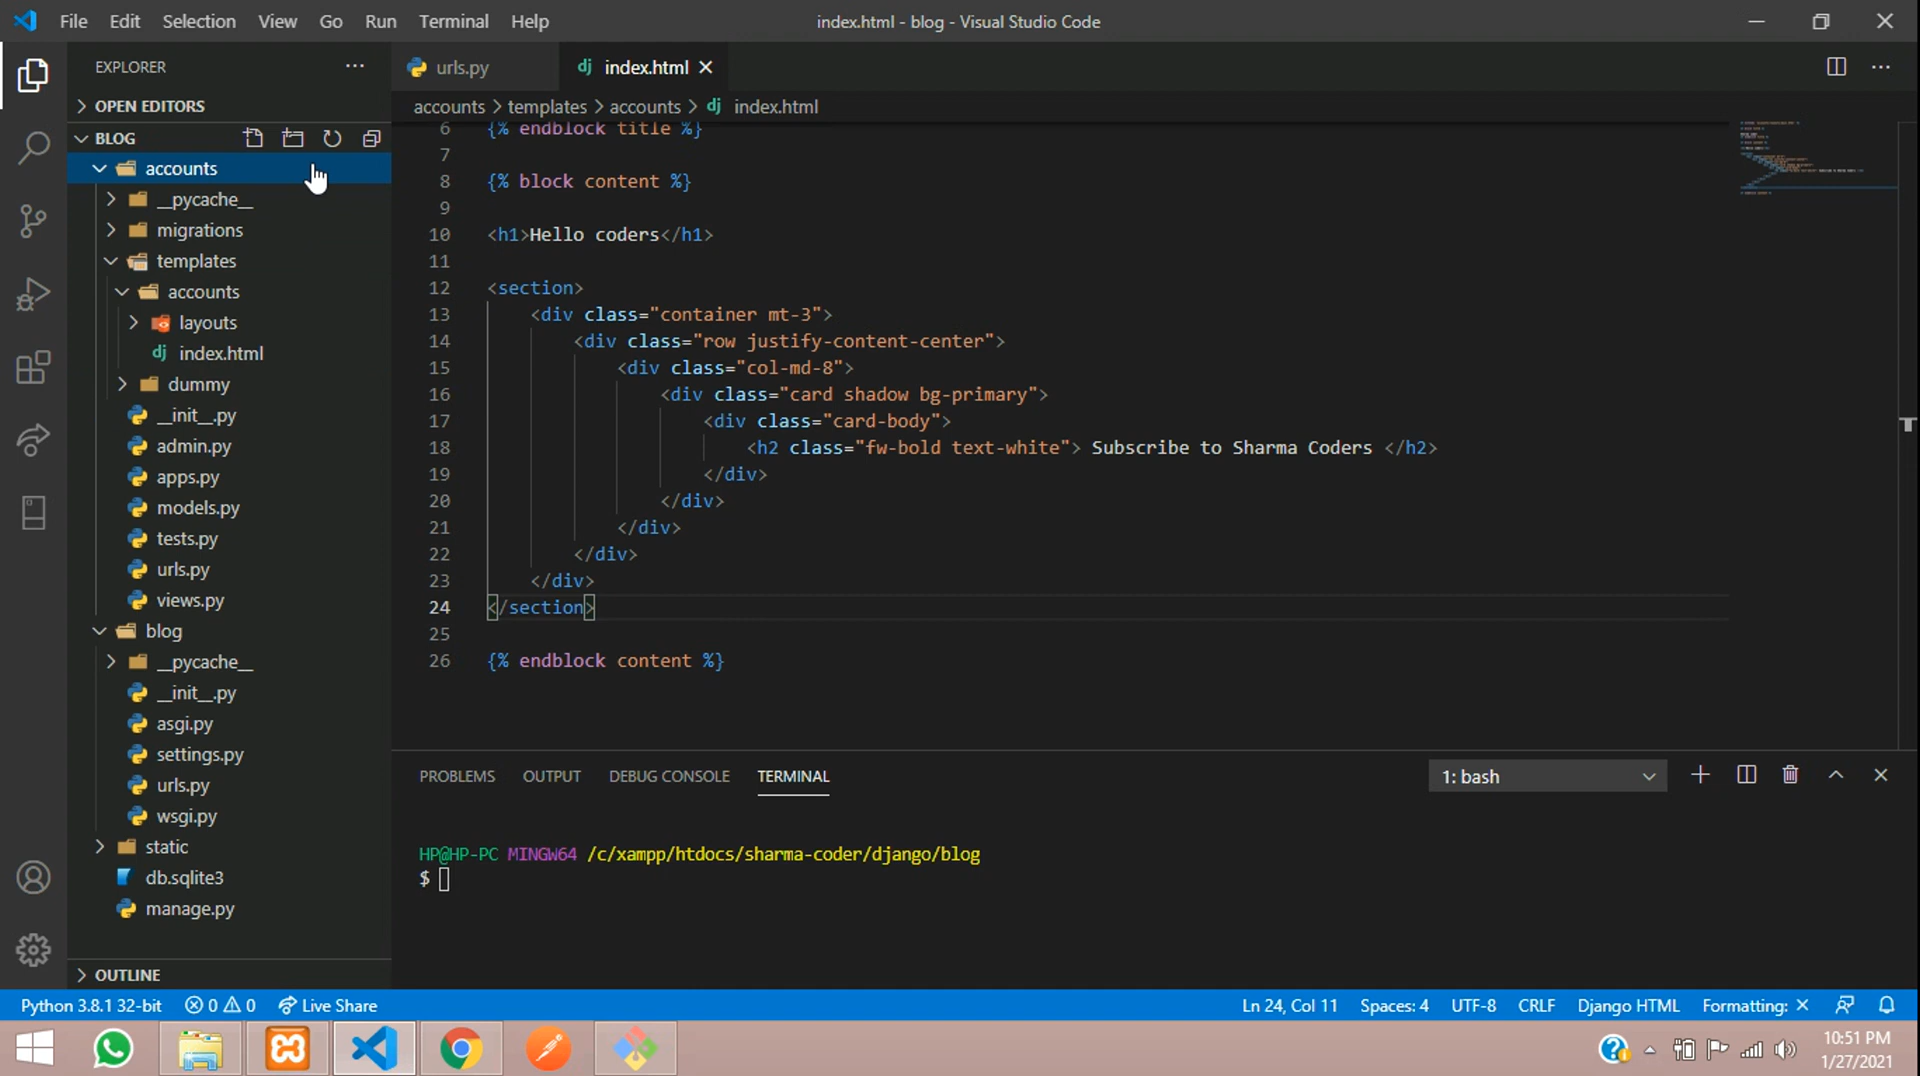 File Edit Selection View Go Run Terminal Help
index.html - blog - Visual Studio Code
EXPLORER
OPEN EDITORS
BLOG
accounts
__pycache__
migrations
templates
accounts
layouts
index.html
dummy
__init__.py
admin.py
apps.py
models.py
tests.py
urls.py
views.py
blog
__pycache__
__init__.py
asgi.py
settings.py
urls.py
wsgi.py
static
db.sqlite3
manage.py
OUTLINE
urls.py
dj index.html
accounts > templates > accounts > dj index.html
6 {% endblock title %}
7
8 {% block content %}
9
10 <h1>Hello coders</h1>
11
12 <section>
13 <div class="container mt-3">
14 <div class="row justify-content-center">
15 <div class="col-md-8">
16 <div class="card shadow bg-primary">
17 <div class="card-body">
18 <h2 class="fw-bold text-white"> Subscribe to Sharma Coders </h2>
19 </div>
20 </div>
21 </div>
22 </div>
23 </div>
24 </section>
25
26 {% endblock content %}
PROBLEMS OUTPUT DEBUG CONSOLE TERMINAL
1: bash
HP@HP-PC MINGW64 /c/xampp/htdocs/sharma-coder/django/blog
$
Python 3.8.1 32-bit 0 0 Live Share
Ln 24, Col 11 Spaces: 4 UTF-8 CRLF Django HTML Formatting: ×
10:51 PM
1/27/2021